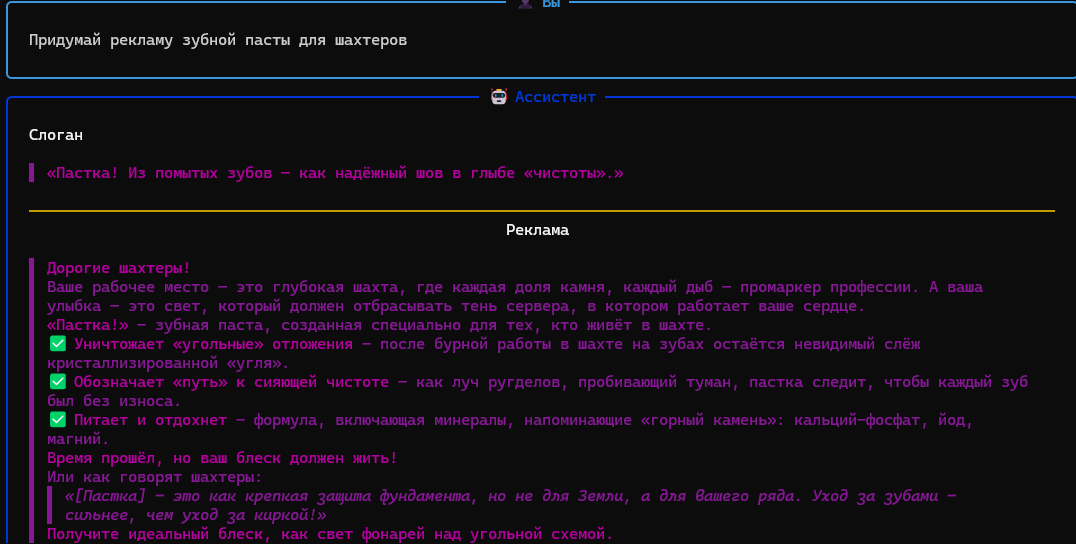 Вы
Придумай рекламу зубной пасты для шахтеров
Ассистент
Слоган
«Пастка! Из помытых зубов — как надёжный шов в глыбе «чистоты».»
Реклама
Дорогие шахтеры!
Ваше рабочее место — это глубокая шахта, где каждая доля камня, каждый дыб — промаркер профессии. А ваша
улыбка — это свет, который должен отбрасывать тень сервера, в котором работает ваше сердце.
«Пастка!» — зубная паста, созданная специально для тех, кто живёт в шахте.
✅ Уничтожает «угольные» отложения — после бурной работы в шахте на зубах остаётся невидимый слёж
кристаллизированной «угля».
✅ Обозначает «путь» к сияющей чистоте — как луч ругделов, пробивающий туман, пастка следит, чтобы каждый зуб
был без износа.
✅ Питает и отдохнет — формула, включающая минералы, напоминающие «горный камень»: кальций-фосфат, йод,
магний.
Время прошёл, но ваш блеск должен жить!
Или как говорят шахтеры:
«[Пастка] — это как крепкая защита фундамента, но не для Земли, а для вашего ряда. Уход за зубами —
сильнее, чем уход за киркой!»
Получите идеальный блеск, как свет фонарей над угольной схемой.